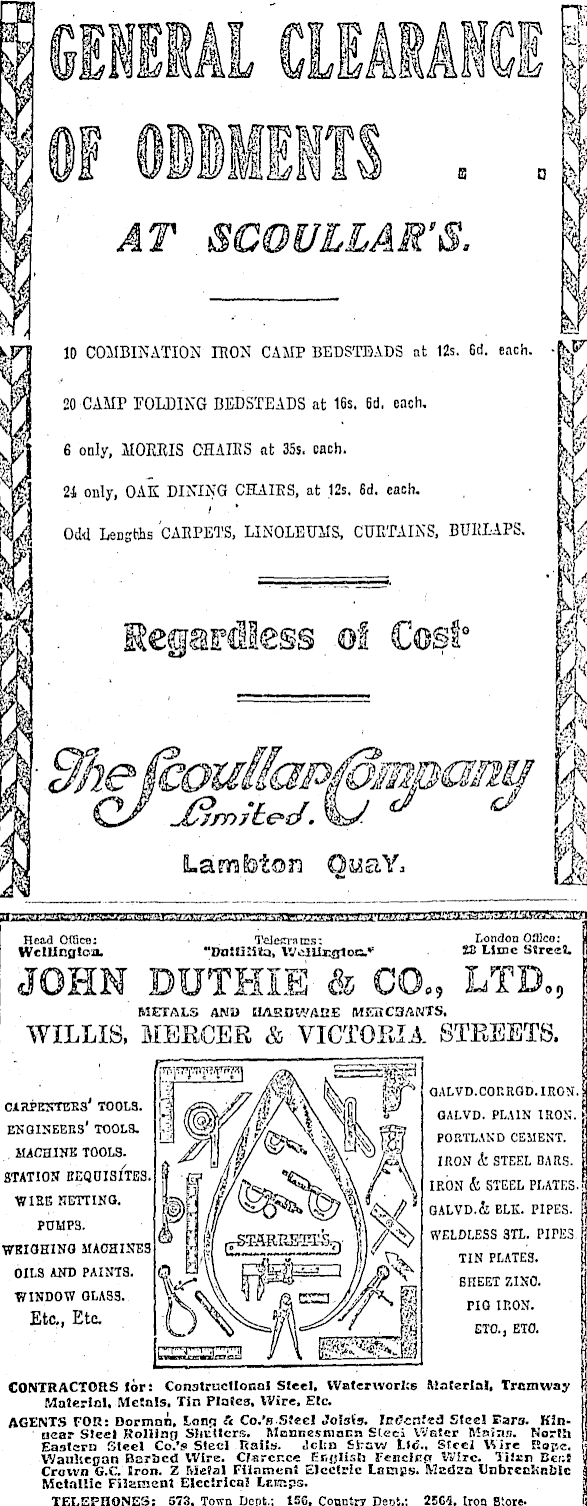 GENERAL CLEARANCE
OF ODDMENTS . .
AT SCOULLAR'S.
10 COMBINATION IRON CAMP BEDSTEADS at 12s. 6d. each.
20 CAMP FOLDING BEDSTEADS at 16s. 6d. each.
6 only, MORRIS CHAIRS at 35s. each.
24 only, OAK DINING CHAIRS, at 12s. 6d. each.
Odd Lengths CARPETS, LINOLEUMS, CURTAINS, BURLAPS.
Regardless of Cost.
The Scoullar Company
Limited.
Lambton Quay.
Head Office:
Wellington.
Telegrams:
Wellington."
London Office:
23 Lime Street.
JOHN DUTHIE & CO., LTD.,
METALS AND HARDWARE MERCHANTS,
WILLIS, MERCER & VICTORIA STREETS.
CARPENTERS' TOOLS.
ENGINEERS' TOOLS.
MACHINE TOOLS.
STATION REQUISITES.
WIRE NETTING.
PUMPS.
WEIGHING MACHINES
OILS AND PAINTS.
WINDOW GLASS.
Etc., Etc.
STARRETT'S
GALVD. CORRGD. IRON.
GALVD. PLAIN IRON.
PORTLAND CEMENT.
IRON & STEEL BARS.
IRON & STEEL PLATES.
GALVD. & BLK. PIPES.
WELDLESS STL. PIPES
TIN PLATES.
SHEET ZINC.
PIG IRON.
ETC., ETC.
CONTRACTORS for: Constructional Steel, Waterworks Material, Tramway
Material, Metals, Tin Plates, Wire, Etc.
AGENTS FOR: Dorman, Long & Co.'s Steel Joists. Indented Steel Bars. Kin-
near Steel Rolling Shutters. Mannesmann Steel Water Mains. North
Eastern Steel Co.'s Steel Rails. John Shaw Ltd., Steel Wire Rope.
Waukegan Barbed Wire. Clarence English Fencing Wire. Titan Best
Crown G.C. Iron. Z Metal Filament Electric Lamps. Madza Unbreakable
Metallic Filament Electrical Lamps.
TELEPHONES: 573, Town Dept.; 156, Country Dept.; 2564, Iron Store.